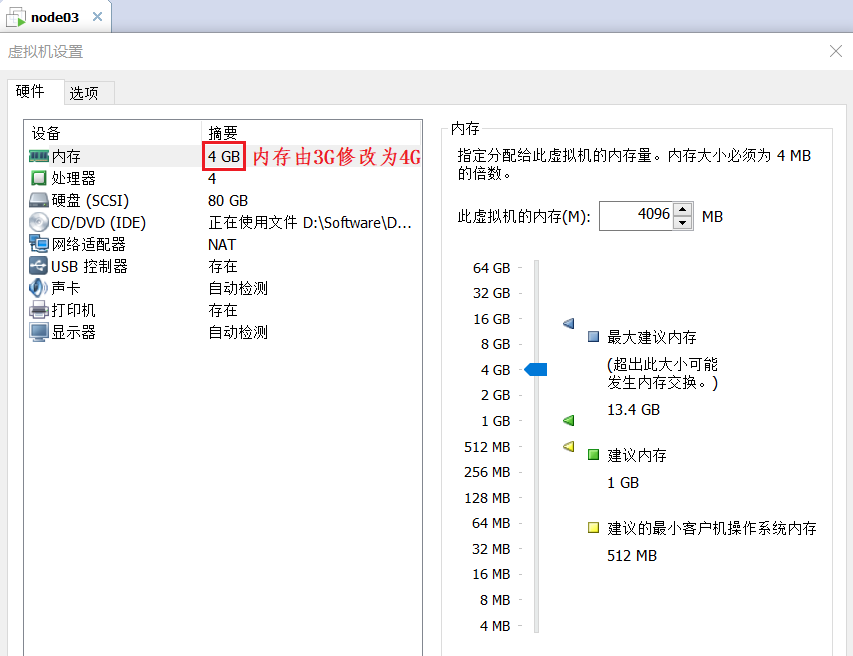 node03
虚拟机设置
硬件 选项
设备 摘要
内存 4 GB 内存由3G修改为4G
处理器 4
硬盘 (SCSI) 80 GB
CD/DVD (IDE) 正在使用文件 D:\Software\D...
网络适配器 NAT
USB 控制器 存在
声卡 自动检测
打印机 存在
显示器 自动检测
内存
指定分配给此虚拟机的内存量。内存大小必须为 4 MB
的倍数。
此虚拟机的内存(M): 4096 MB
64 GB
32 GB
16 GB
8 GB
4 GB
2 GB
1 GB
512 MB
256 MB
128 MB
64 MB
32 MB
16 MB
8 MB
4 MB
最大建议内存
(超出此大小可能
发生内存交换。)
13.4 GB
建议内存
1 GB
建议的最小客户机操作系统内存
512 MB